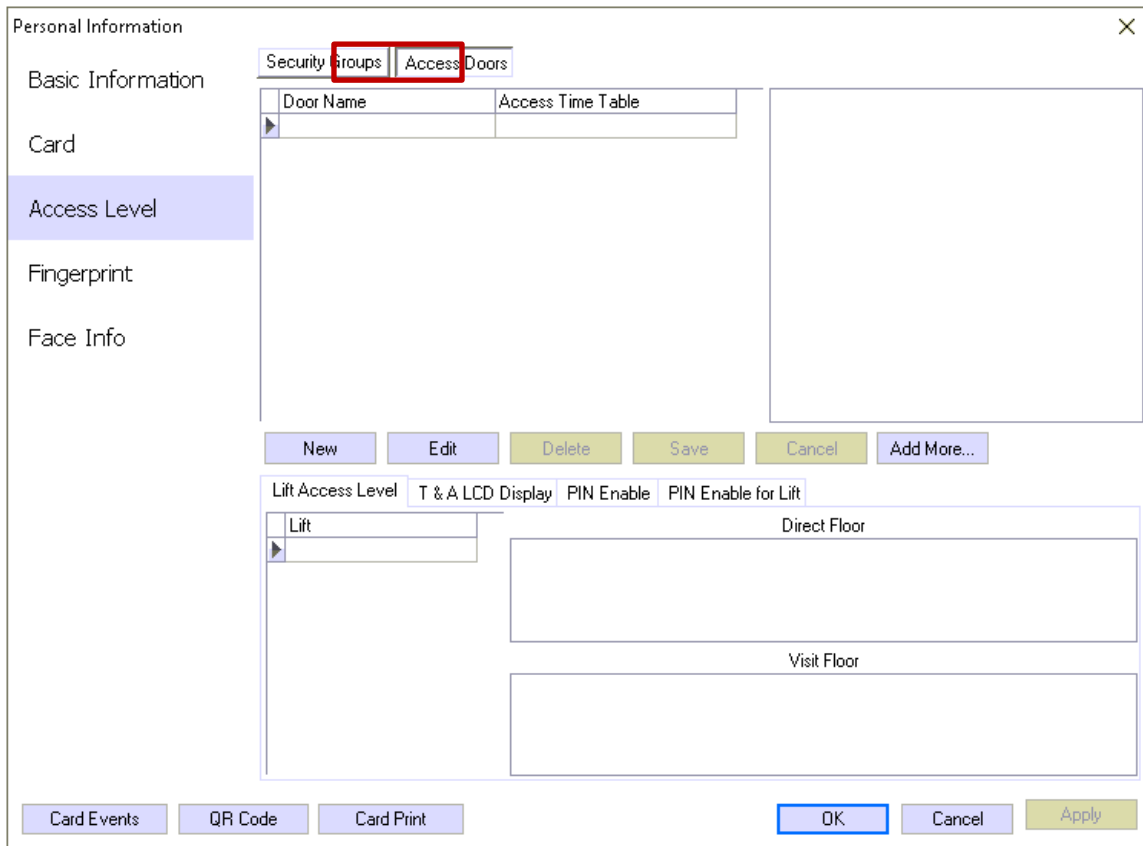 Personal Information
Basic Information
Card
Access Level
Fingerprint
Face Info
Security Groups Access Doors
Door Name Access Time Table
New Edit Delete Save Cancel Add More...
Lift Access Level T & A LCD Display PIN Enable PIN Enable for Lift
Lift
Direct Floor
Visit Floor
Card Events QR Code Card Print OK Cancel Apply